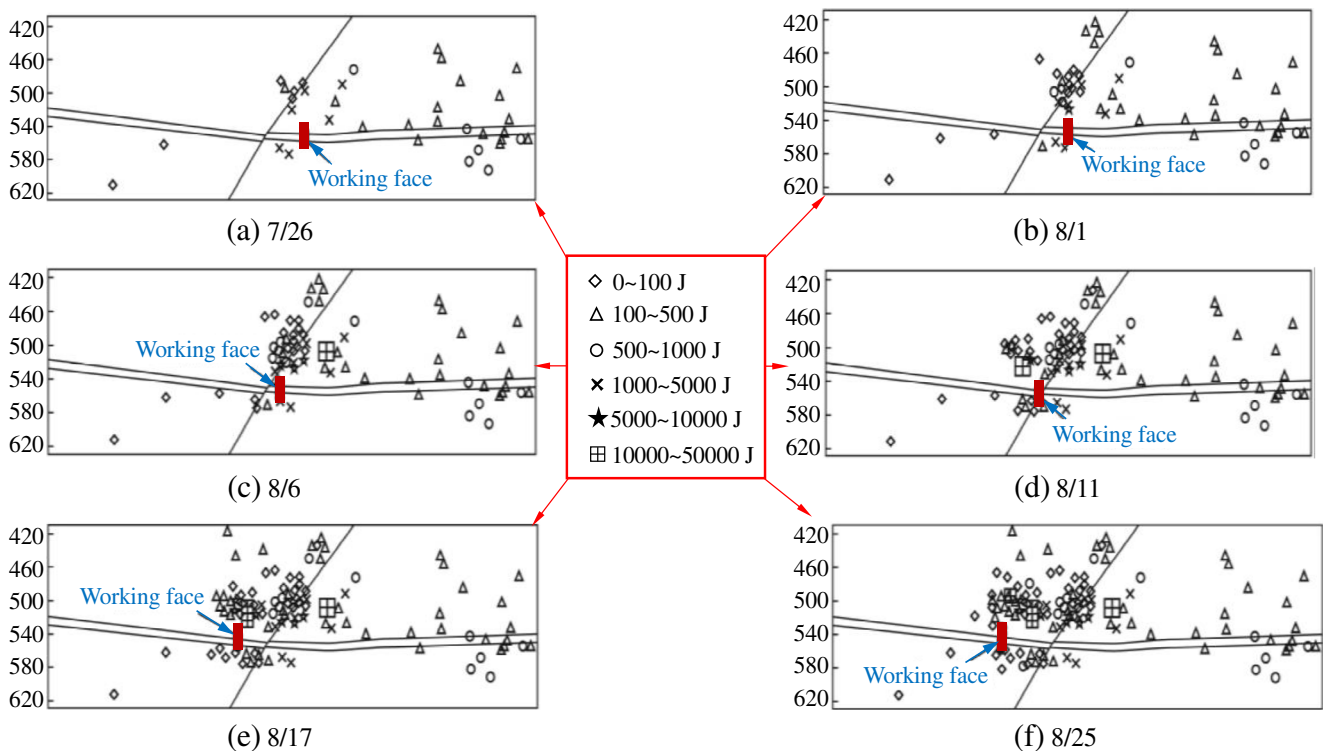 420
460
500
540
580
620
Working face
(a) 7/26
420
460
500
540
580
620
Working face
(b) 8/1
420
460
500
540
580
620
Working face
(c) 8/6
0~100 J
100~500 J
500~1000 J
1000~5000 J
5000~10000 J
10000~50000 J
420
460
500
540
580
620
Working face
(d) 8/11
420
460
500
540
580
620
Working face
(e) 8/17
420
460
500
540
580
620
Working face
(f) 8/25